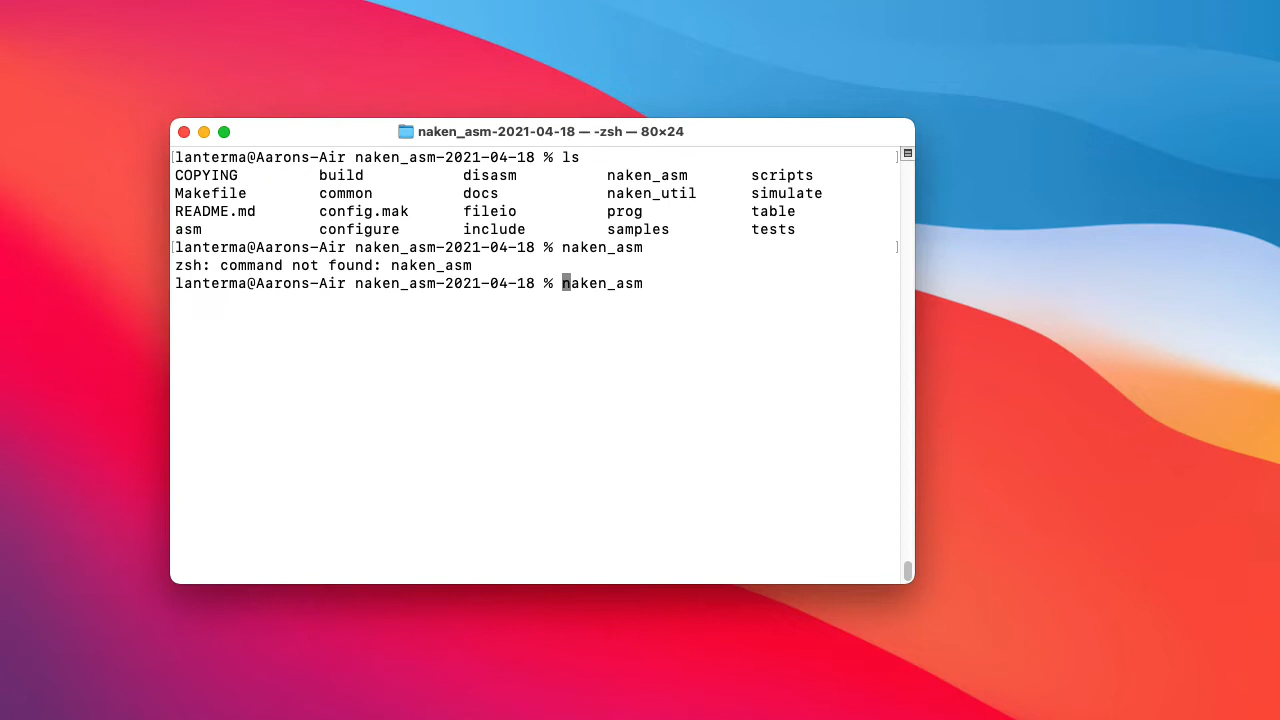 naken_asm-2021-04-18 — -zsh — 80×24
[lanterma@Aarons-Air naken_asm-2021-04-18 % ls ]
COPYING build disasm naken_asm scripts
Makefile common docs naken_util simulate
README.md config.mak fileio prog table
asm configure include samples tests
[lanterma@Aarons-Air naken_asm-2021-04-18 % naken_asm ]
zsh: command not found: naken_asm
lanterma@Aarons-Air naken_asm-2021-04-18 % naken_asm